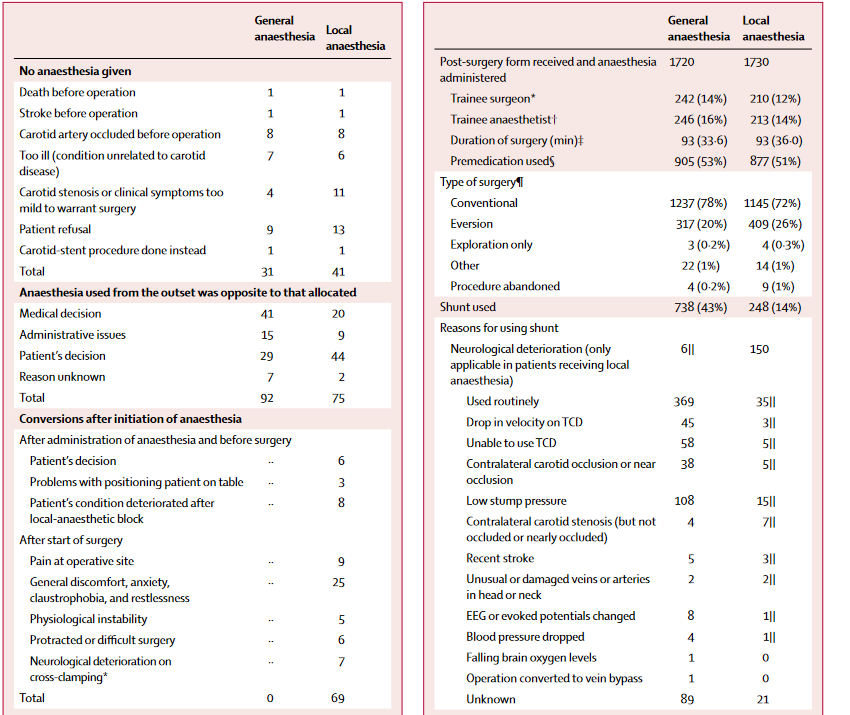 General anaesthesia Local anaesthesia
No anaesthesia given
Death before operation 1 1
Stroke before operation 1 1
Carotid artery occluded before operation 8 8
Too ill (condition unrelated to carotid 7 6
disease)
Carotid stenosis or clinical symptoms too 4 11
mild to warrant surgery
Patient refusal 9 13
Carotid-stent procedure done instead 1 1
Total 31 41
Anaesthesia used from the outset was opposite to that allocated
Medical decision 41 20
Administrative issues 15 9
Patient's decision 29 44
Reason unknown 7 2
Total 92 75
Conversions after initiation of anaesthesia
After administration of anaesthesia and before surgery
Patient's decision ·· 6
Problems with positioning patient on table ·· 3
Patient's condition deteriorated after ·· 8
local-anaesthetic block
After start of surgery
Pain at operative site ·· 9
General discomfort, anxiety, ·· 25
claustrophobia, and restlessness
Physiological instability ·· 5
Protracted or difficult surgery ·· 6
Neurological deterioration on ·· 7
cross-clamping*
Total 0 69
General anaesthesia Local anaesthesia
Post-surgery form received and anaesthesia 1720 1730
administered
Trainee surgeon* 242 (14%) 210 (12%)
Trainee anaesthetist† 246 (16%) 213 (14%)
Duration of surgery (min)‡ 93 (33·6) 93 (36·0)
Premedication used§ 905 (53%) 877 (51%)
Type of surgery¶
Conventional 1237 (78%) 1145 (72%)
Eversion 317 (20%) 409 (26%)
Exploration only 3 (0·2%) 4 (0·3%)
Other 22 (1%) 14 (1%)
Procedure abandoned 4 (0·2%) 9 (1%)
Shunt used 738 (43%) 248 (14%)
Reasons for using shunt
Neurological deterioration (only 6|| 150
applicable in patients receiving local
anaesthesia)
Used routinely 369 35||
Drop in velocity on TCD 45 3||
Unable to use TCD 58 5||
Contralateral carotid occlusion or near 38 5||
occlusion
Low stump pressure 108 15||
Contralateral carotid stenosis (but not 4 7||
occluded or nearly occluded)
Recent stroke 5 3||
Unusual or damaged veins or arteries 2 2||
in head or neck
EEG or evoked potentials changed 8 1||
Blood pressure dropped 4 1||
Falling brain oxygen levels 1 0
Operation converted to vein bypass 1 0
Unknown 89 21